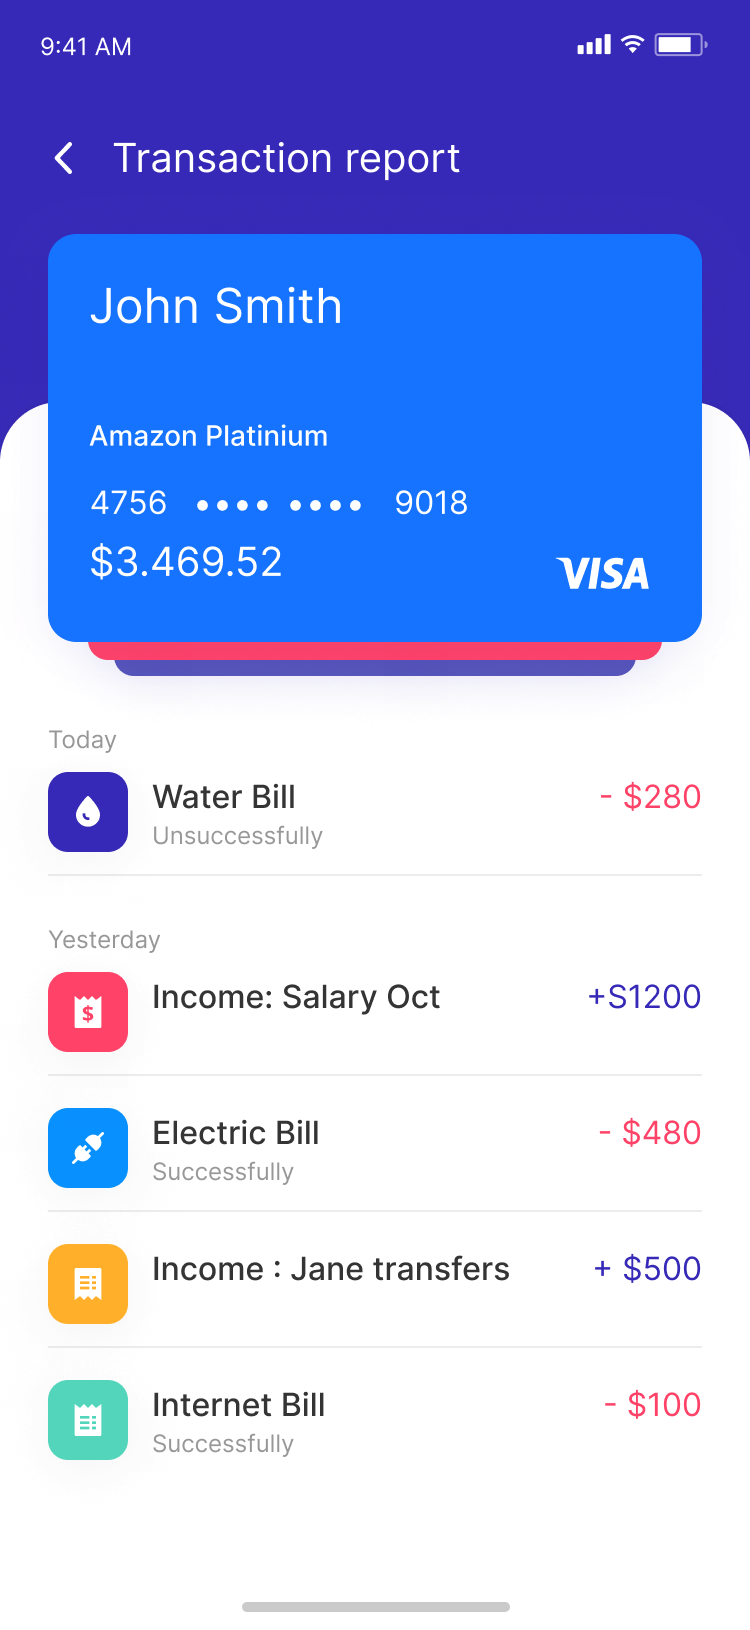 9:41 AM
Transaction report
John Smith
Amazon Platinium
4756 •••• •••• 9018
$3.469.52
VISA
Today
Water Bill - $280
Unsuccessfully
Yesterday
$
Income: Salary Oct +S1200
Electric Bill - $480
Successfully
Income : Jane transfers + $500
Internet Bill - $100
Successfully